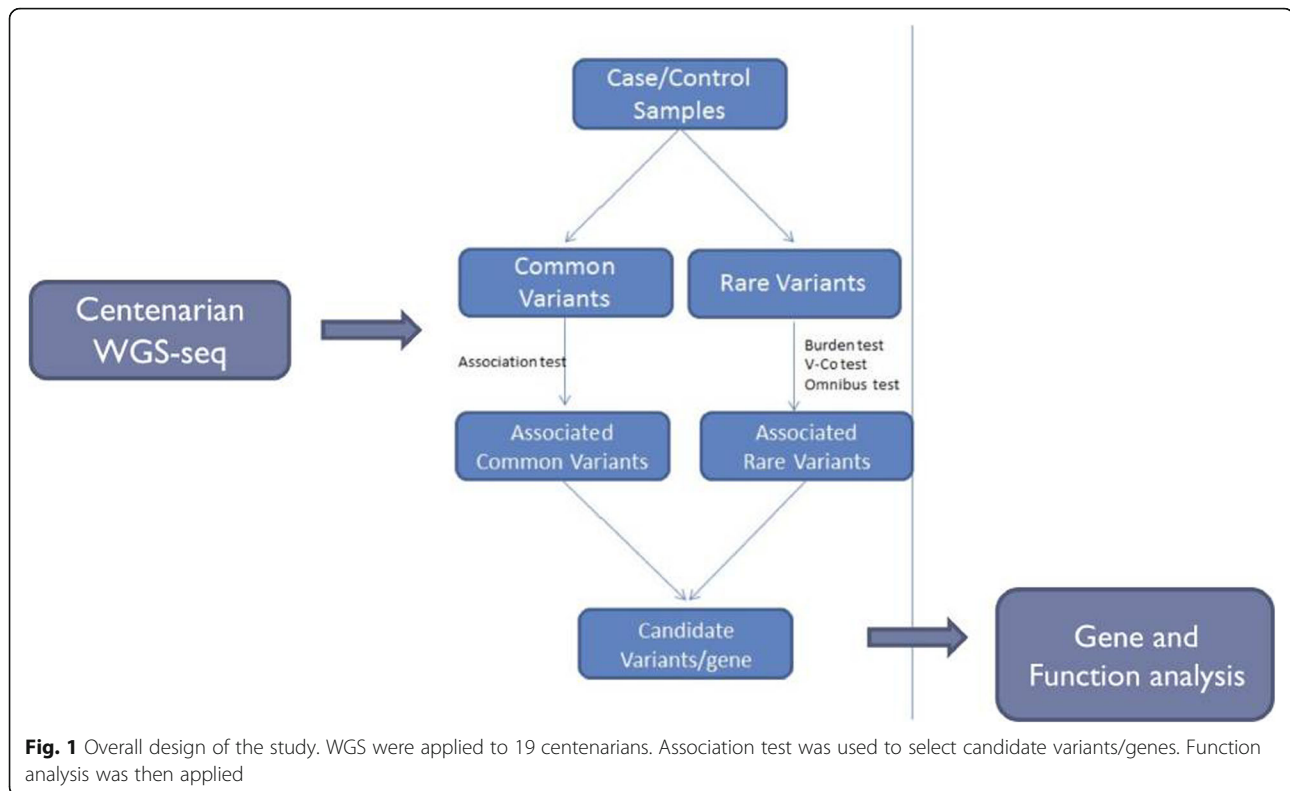 Case/Control
Samples
Common
Variants
Rare Variants
Centenarian
WGS-seq
Association test
Burden test
V-Co test
Omnibus test
Associated
Common Variants
Associated
Rare Variants
Candidate
Variants/gene
Gene and
Function analysis
Fig. 1 Overall design of the study. WGS were applied to 19 centenarians. Association test was used to select candidate variants/genes. Function
analysis was then applied